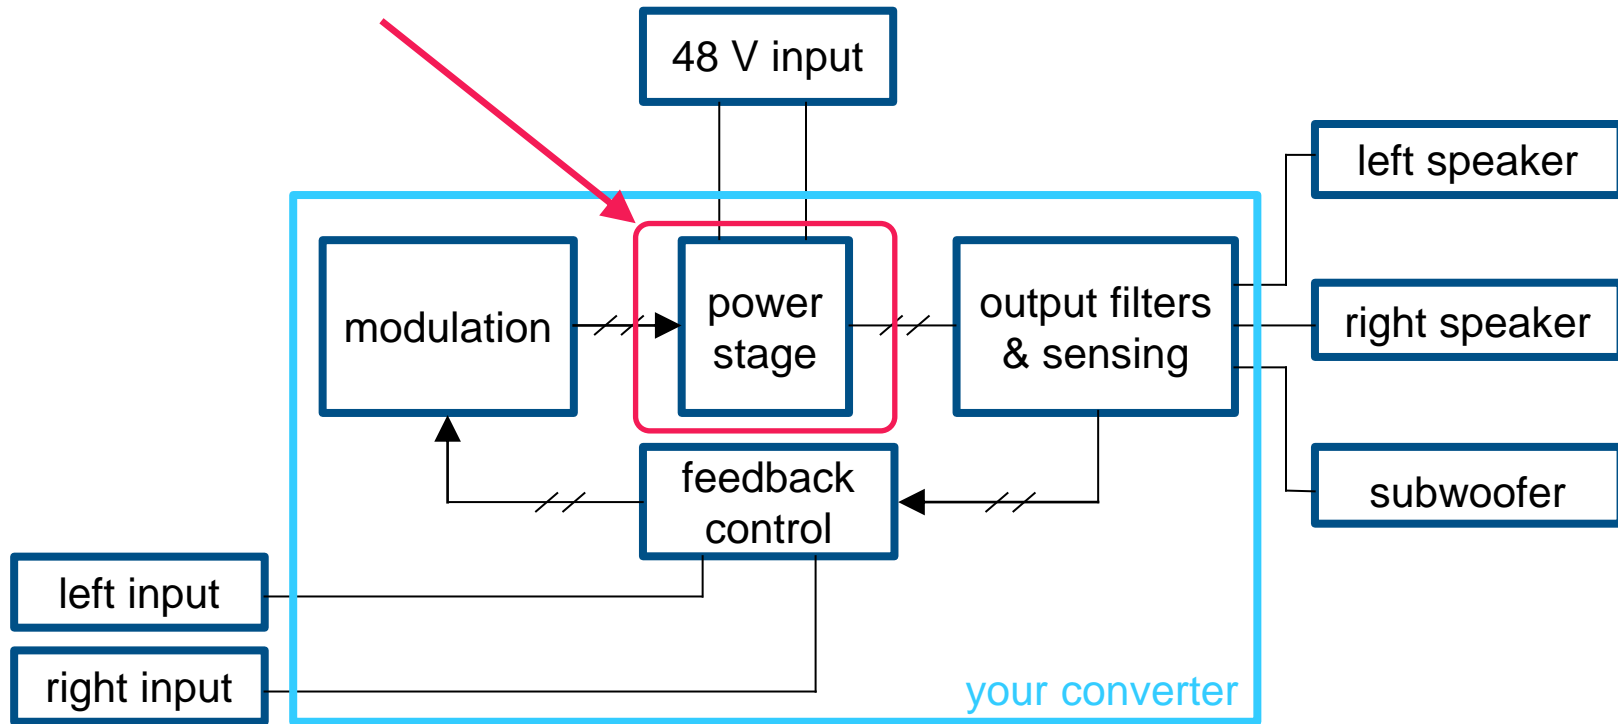 48 V input
left speaker
modulation
power
stage
output filters
& sensing
right speaker
feedback
control
subwoofer
left input
right input
your converter